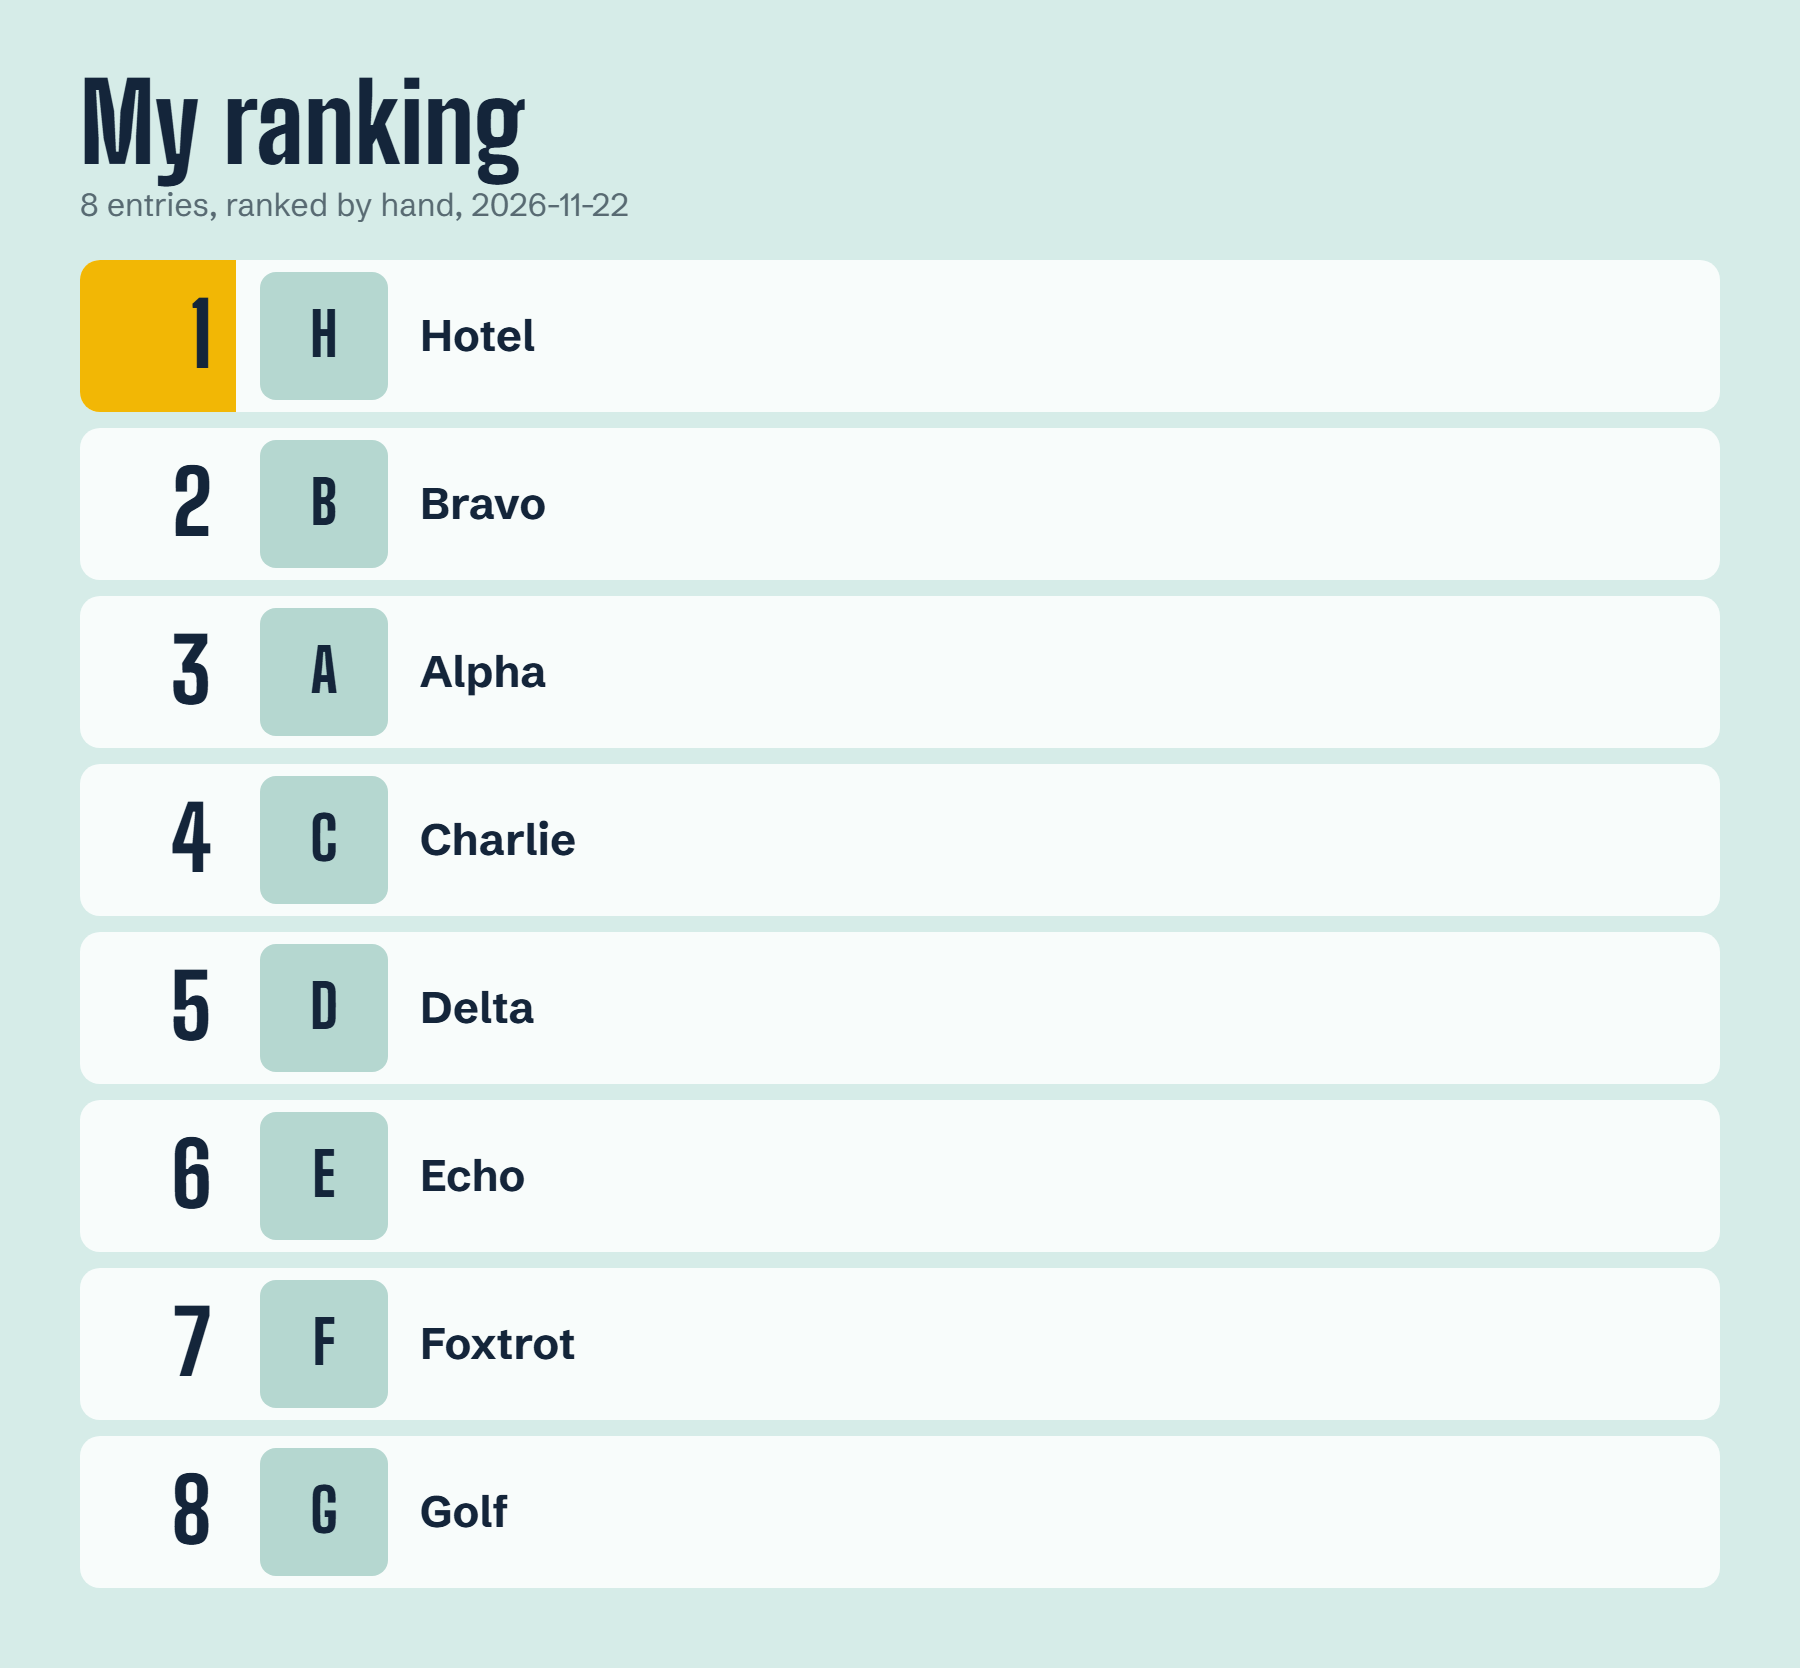 My ranking
8 entries, ranked by hand, 2026-11-22
1 H Hotel
2 B Bravo
3 A Alpha
4 C Charlie
5 D Delta
6 E Echo
7 F Foxtrot
8 G Golf